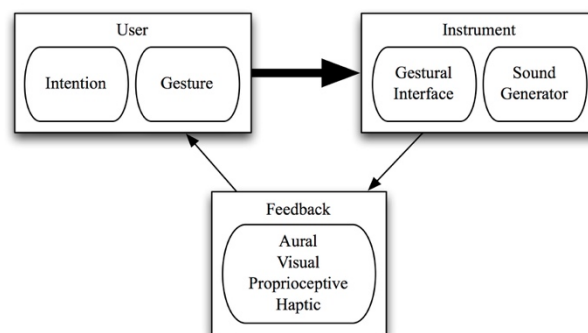 User
Intention
Gesture
Instrument
Gestural
Interface
Sound
Generator
Feedback
Aural
Visual
Proprioceptive
Haptic